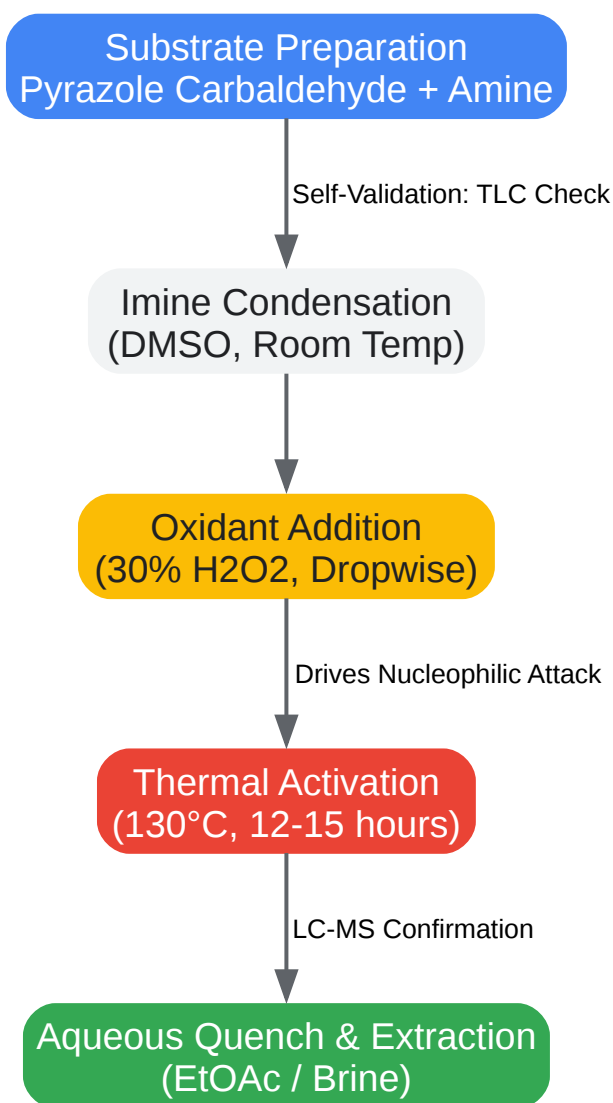 Substrate Preparation
Pyrazole Carbaldehyde + Amine
Self-Validation: TLC Check
Imine Condensation
(DMSO, Room Temp)
Oxidant Addition
(30% H2O2, Dropwise)
Drives Nucleophilic Attack
Thermal Activation
(130°C, 12-15 hours)
LC-MS Confirmation
Aqueous Quench & Extraction
(EtOAc / Brine)